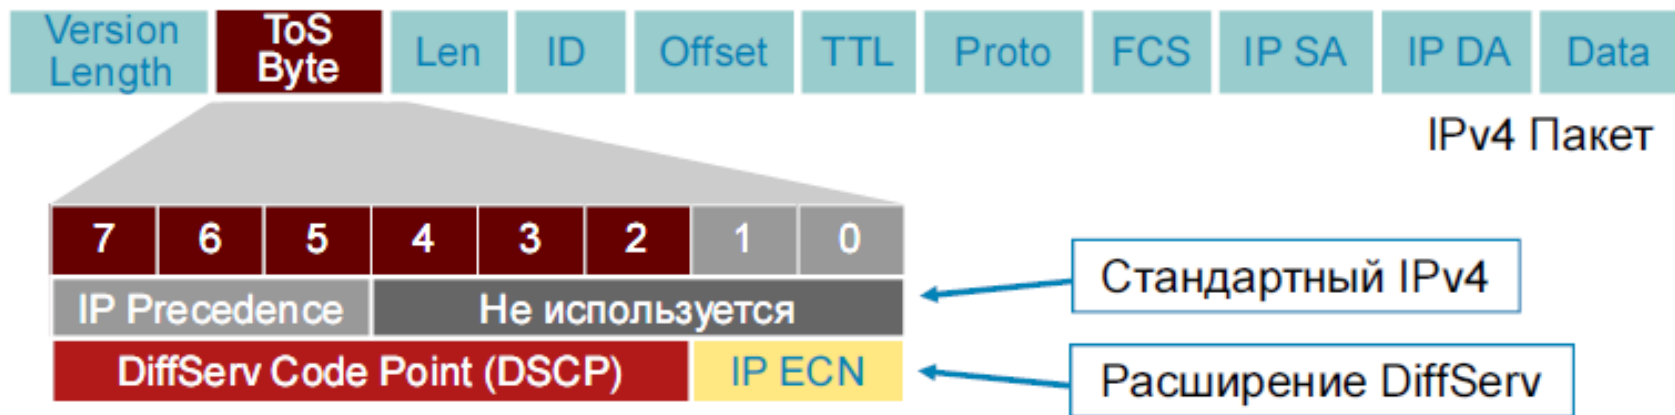 Version Length ToS Byte Len ID Offset TTL Proto FCS IP SA IP DA Data
IPv4 Пакет
7 6 5 4 3 2 1 0
IP Precedence Не используется
Стандартный IPv4
DiffServ Code Point (DSCP) IP ECN
Расширение DiffServ